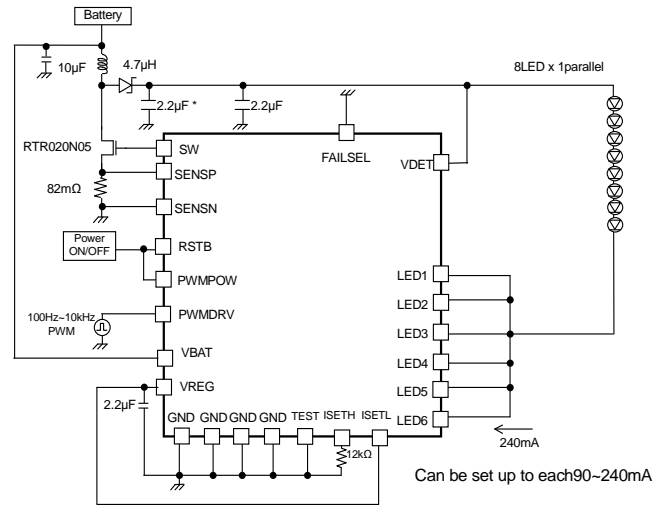 Battery
10µF
4.7µH
8LED x 1parallel
2.2µF *
2.2µF
RTR020N05
SW
FAILSEL
VDET
SENSP
82mΩ
SENSN
Power
ON/OFF
RSTB
PWMPOW
LED1
LED2
100Hz~10kHz
PWM
PWMDRV
LED3
VBAT
LED4
VREG
LED5
2.2µF
GND
GND
GND
GND
TEST
ISETH
ISETL
LED6
240mA
12kΩ
Can be set up to each90~240mA